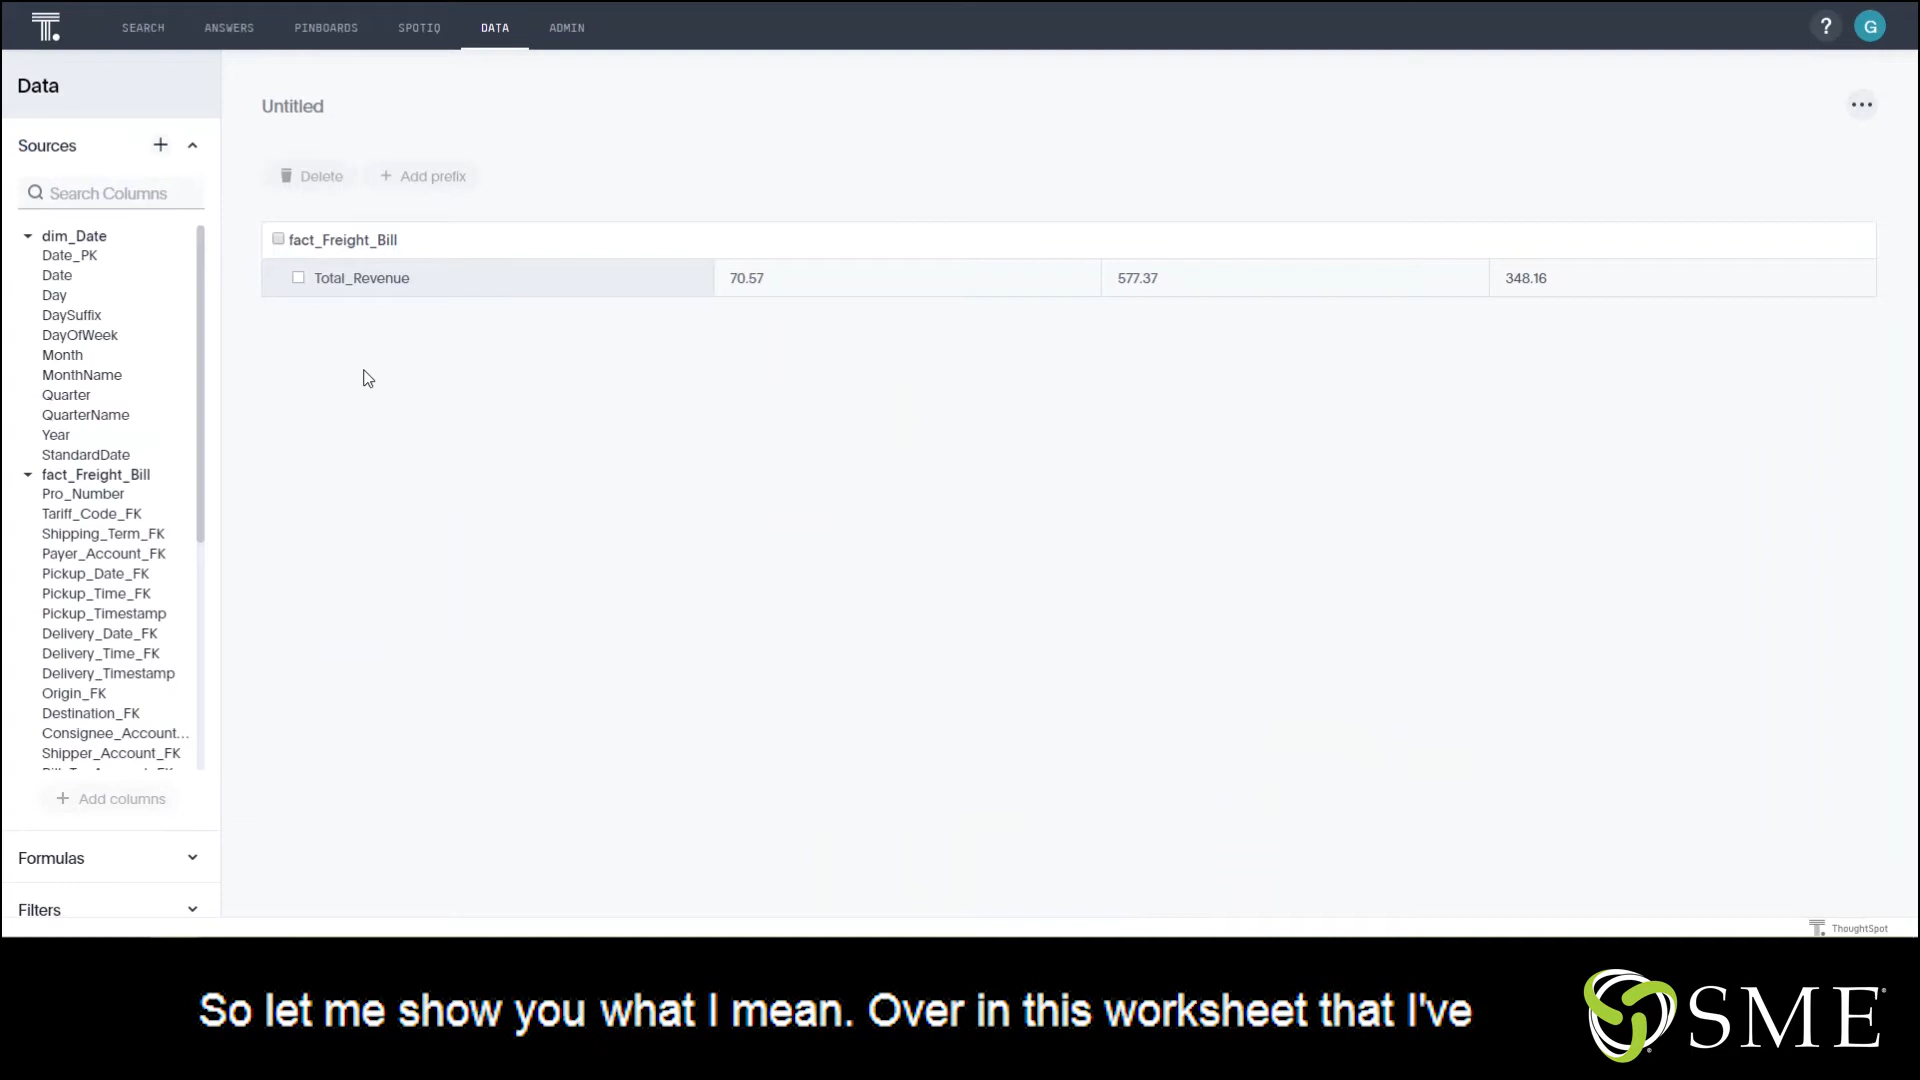 SEARCH ANSWERS PINBOARDS SPOTIQ DATA ADMIN ? G
Data
Untitled
Sources
Search Columns
Delete Add prefix
dim_Date
Date_PK
Date
Day
DaySuffix
DayOfWeek
Month
MonthName
Quarter
QuarterName
Year
StandardDate
fact_Freight_Bill
Pro_Number
Tariff_Code_FK
Shipping_Term_FK
Payer_Account_FK
Pickup_Date_FK
Pickup_Time_FK
Pickup_Timestamp
Delivery_Date_FK
Delivery_Time_FK
Delivery_Timestamp
Origin_FK
Destination_FK
Consignee_Account...
Shipper_Account_FK
Add columns
Formulas
Filters
fact_Freight_Bill
Total_Revenue 70.57 577.37 348.16
ThoughtSpot
So let me show you what I mean. Over in this worksheet that I've
SME